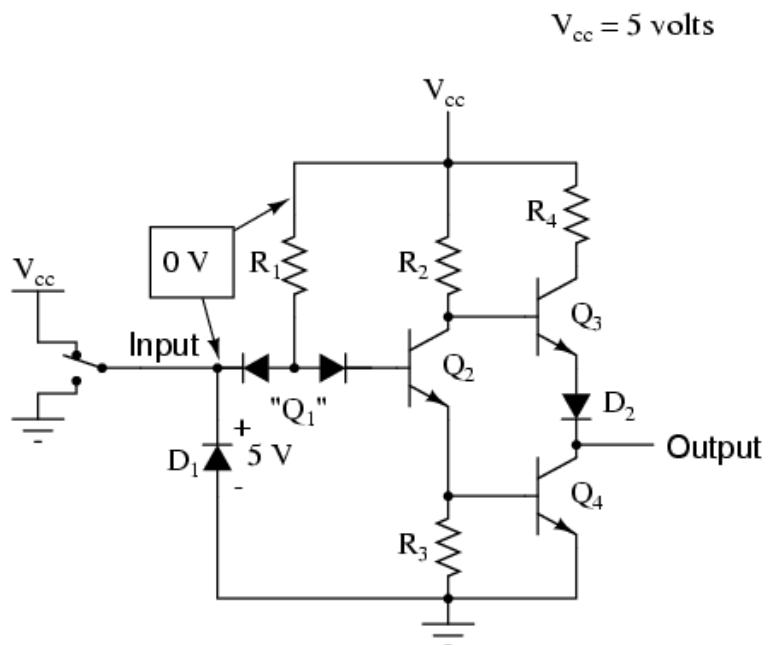 Vcc = 5 volts
Vcc
R4
0 V
R1
R2
Vcc
Q3
Input
Q2
"Q1"
D2
+
D1
5 V
-
Output
Q4
R3